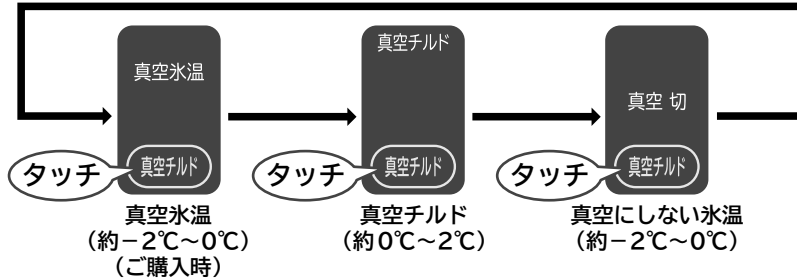 真空氷温
真空チルド
真空 切
タッチ
真空チルド
タッチ
真空チルド
タッチ
真空チルド
真空氷温
（約－2℃～0℃）
（ご購入時）
真空チルド
（約0℃～2℃）
真空にしない氷温
（約－2℃～0℃）